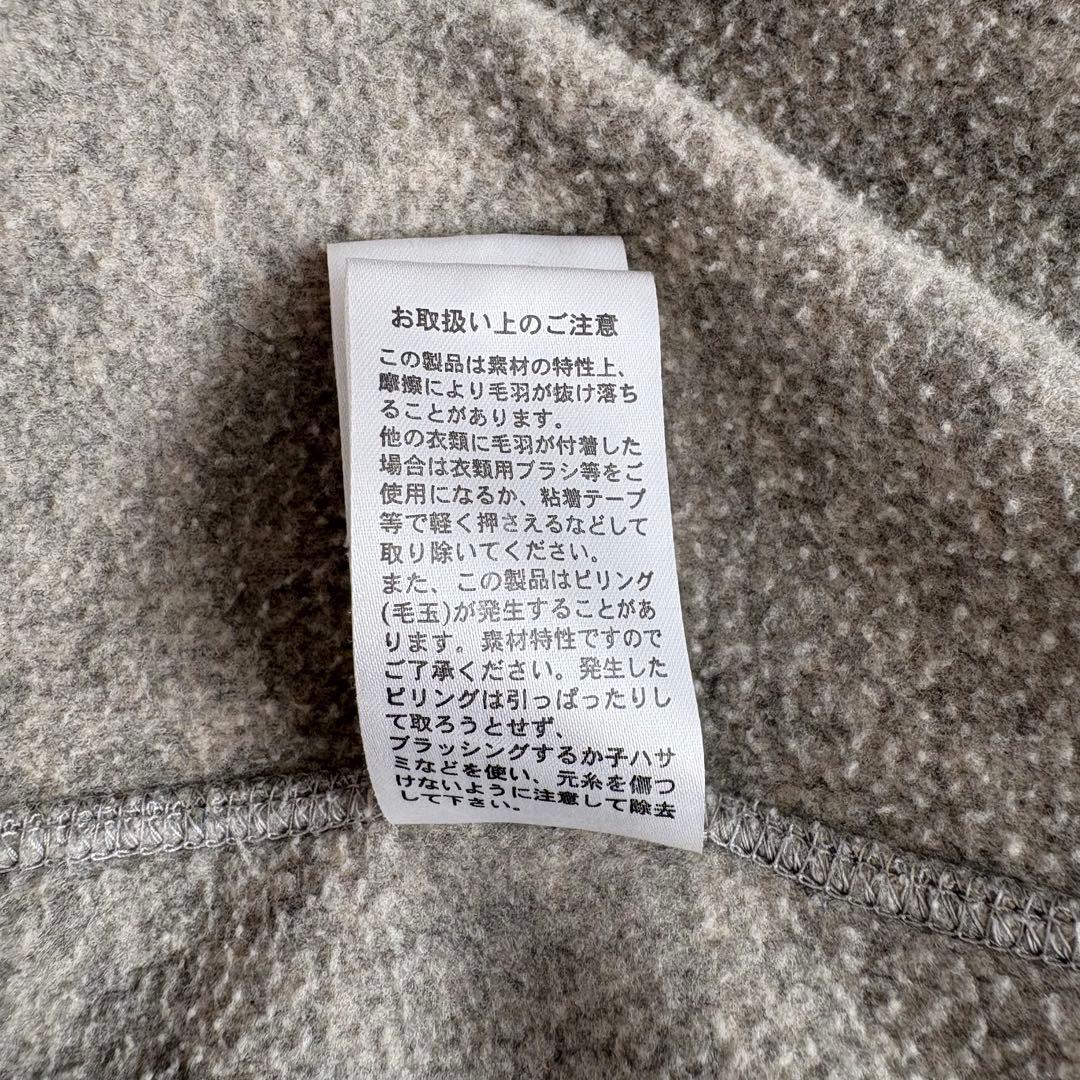 お取扱い上のご注意
この製品は素材の特性上、
摩擦により毛羽が抜け落ち
ることがあります。
他の衣類に毛羽が付着した
場合は衣類用ブラシ等をご
使用になるか、粘着テープ
等で軽く押さえるなどして
取り除いてください。
また、この製品はピリング
(毛玉)が発生することがあ
ります。素材特性ですので
ご了承ください。発生した
ピリングは引っぱったりし
て取ろうとせず、
ブラッシングするか子ハサ
ミなどを使い、元糸を傷つ
けないように注意して除去
して下さい。